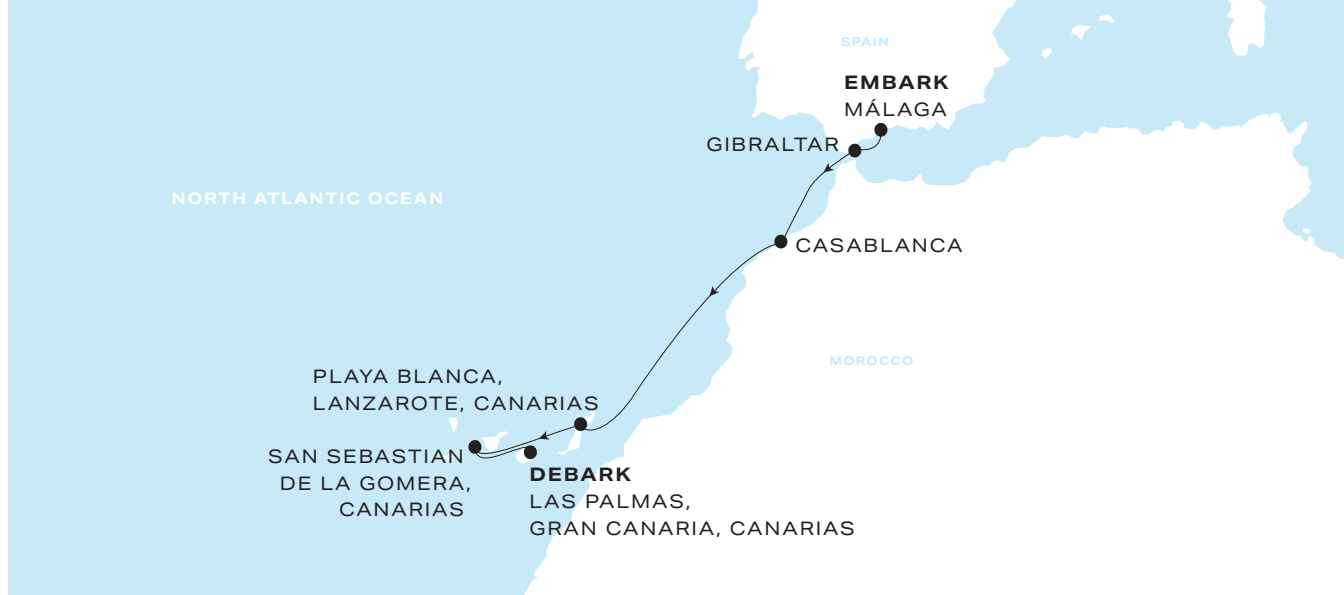 SPAIN
EMBARK
MÁLAGA
GIBRALTAR
NORTH ATLANTIC OCEAN
CASABLANCA
MOROCCO
PLAYA BLANCA,
LANZAROTE, CANARIAS
SAN SEBASTIAN
DE LA GOMERA,
CANARIAS
DEBARK
LAS PALMAS,
GRAN CANARIA, CANARIAS